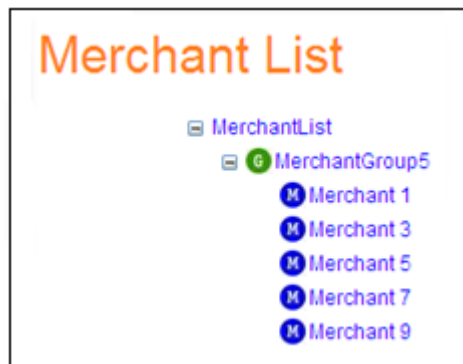 Merchant List
MerchantList
G MerchantGroup5
M Merchant 1
M Merchant 3
M Merchant 5
M Merchant 7
M Merchant 9